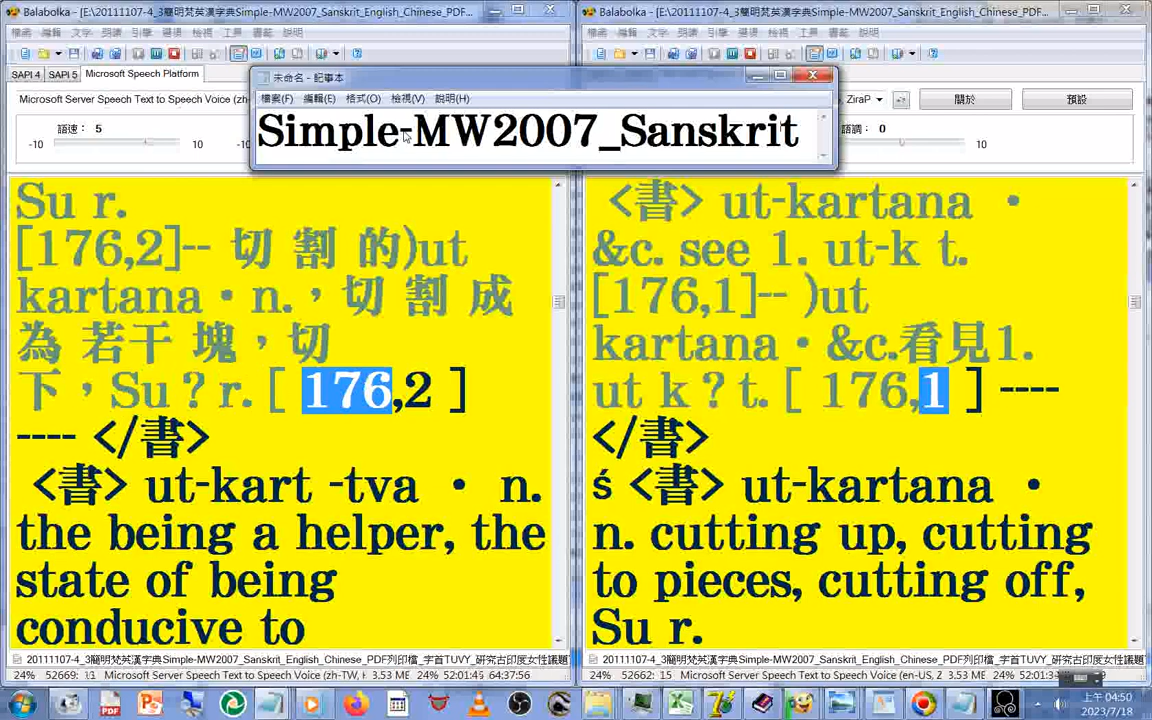 Balabolka - [E:\20111107-4_3簡明梵英漢字典Simple-MW2007_Sanskrit_English_Chinese_PDF...
Balabolka - [E:\20111107-4_3簡明梵英漢字典Simple-MW2007_Sanskrit_English_Chinese_PDF...
SAPI 4 SAPI 5 Microsoft Speech Platform
未命名 - 記事本
檔案(F) 編輯(E) 格式(O) 檢視(V) 說明(H)
Simple-MW2007_Sanskrit
Microsoft Server Speech Text to Speech Voice (zh-
ZiraP
關於
預設
語速： 5
-10 10
語調： 0
10
Su r.
[176,2]-- 切 割 的)ut
kartana・n.，切 割 成
為 若干 塊，切
下，Su？r. [ 176,2 ]
---- </書>
<書> ut-kart -tva ・ n.
the being a helper, the
state of being
conducive to
<書> ut-kartana ・
&c. see 1. ut-k t.
[176,1]-- )ut
kartana・&c.看見1.
ut k？t. [ 176,1 ] ----
</書>
ś <書> ut-kartana ・
n. cutting up, cutting
to pieces, cutting off,
Su r.
20111107-4_3簡明梵英漢字典Simple-MW2007_Sanskrit_English_Chinese_PDF列印檔_字首TUVY_研究古印度女性議題
20111107-4_3簡明梵英漢字典Simple-MW2007_Sanskrit_English_Chinese_PDF列印檔_字首TUVY_研究古印度女性議題
24% 52669: 11 Microsoft Server Speech Text to Speech Voice (zh-TW, H 3.53 ME 52:01:45 64:37:56
24% 52662: 15 Microsoft Server Speech Text to Speech Voice (en-US, Z 3.53 ME
上午 04:50
2023/7/18